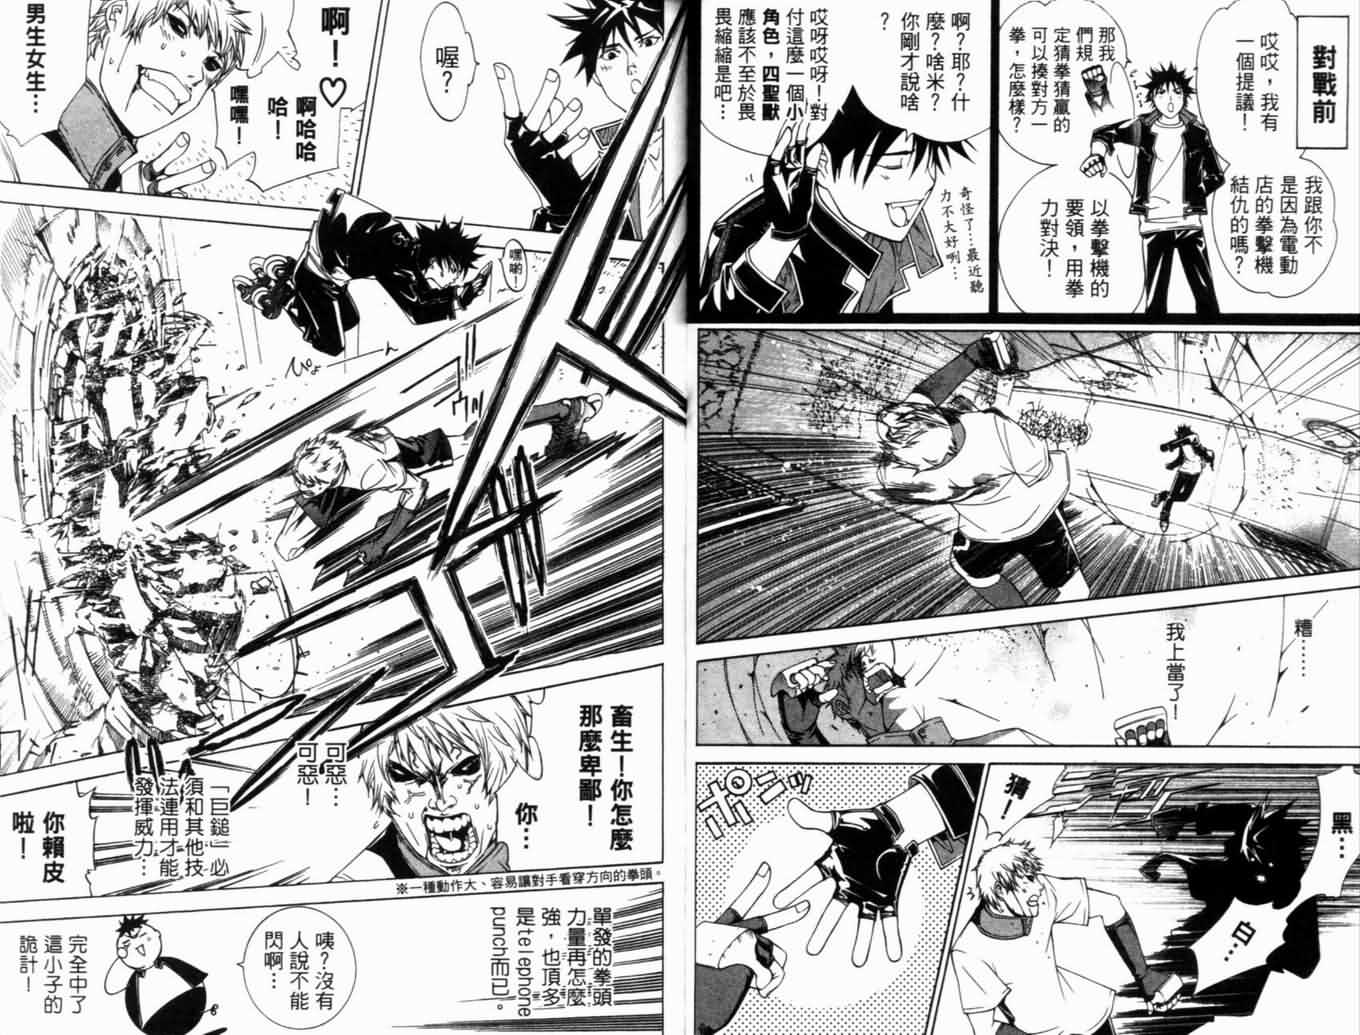 對戰前
哎哎，我有
一個提議！
我跟你不
是因為電動
店的拳擊機
結仇的嗎？
那我
們規
定猜拳贏的
可以揍對方一
拳，怎麼樣？
以拳擊機的
要領，用拳
力對決！
啊？耶？什
麼？啥米？
你剛才說啥
？
奇怪了…最近聽
力不大好咧…
哎呀哎呀！對
付這麼一個小
角色，四聖獸
應該不至於畏
畏縮縮是吧…
糟……
我上當了！
黑…
白…
猜！
ポニッ
喔？
啊！♡
啊哈哈
哈！
嘿嘿！
男生女生…
嘿喲！
ひょ
畜生！你怎麼
那麼卑鄙！
你…
可惡…
可惡！
「巨鎚」必
須和其他技
法連用才能
發揮威力…
你賴皮
啦！
※一種動作大、容易讓對手看穿方向的拳頭。
單發的拳頭
力量再怎麼
強，也頂多
是telephone
punch而已。
咦？沒有
人說不能
閃啊…
完全中了
這小子的
詭計！